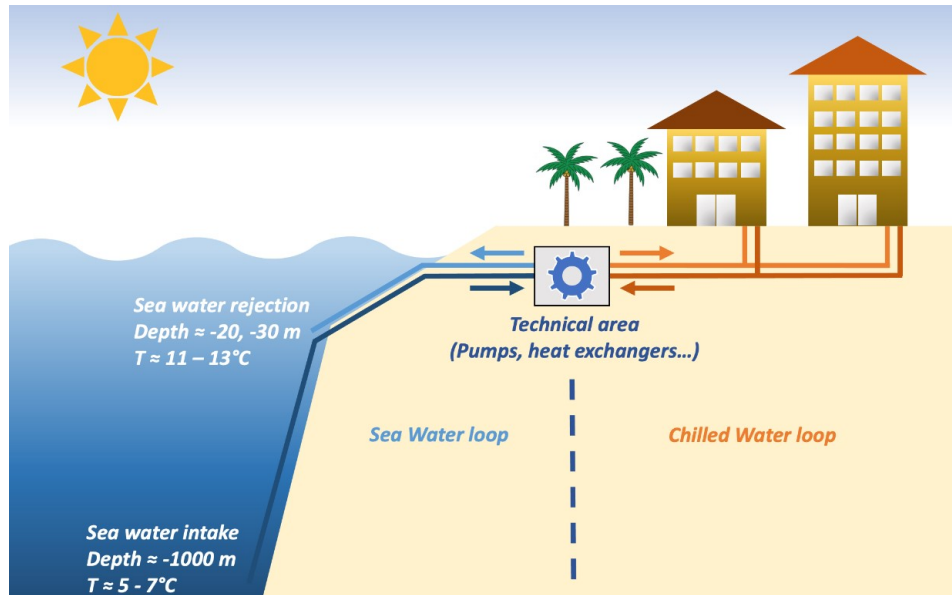 Sea water rejection
Depth ≈ -20, -30 m
T ≈ 11 – 13°C
Technical area
(Pumps, heat exchangers...)
Sea Water loop
Chilled Water loop
Sea water intake
Depth ≈ -1000 m
T ≈ 5 - 7°C